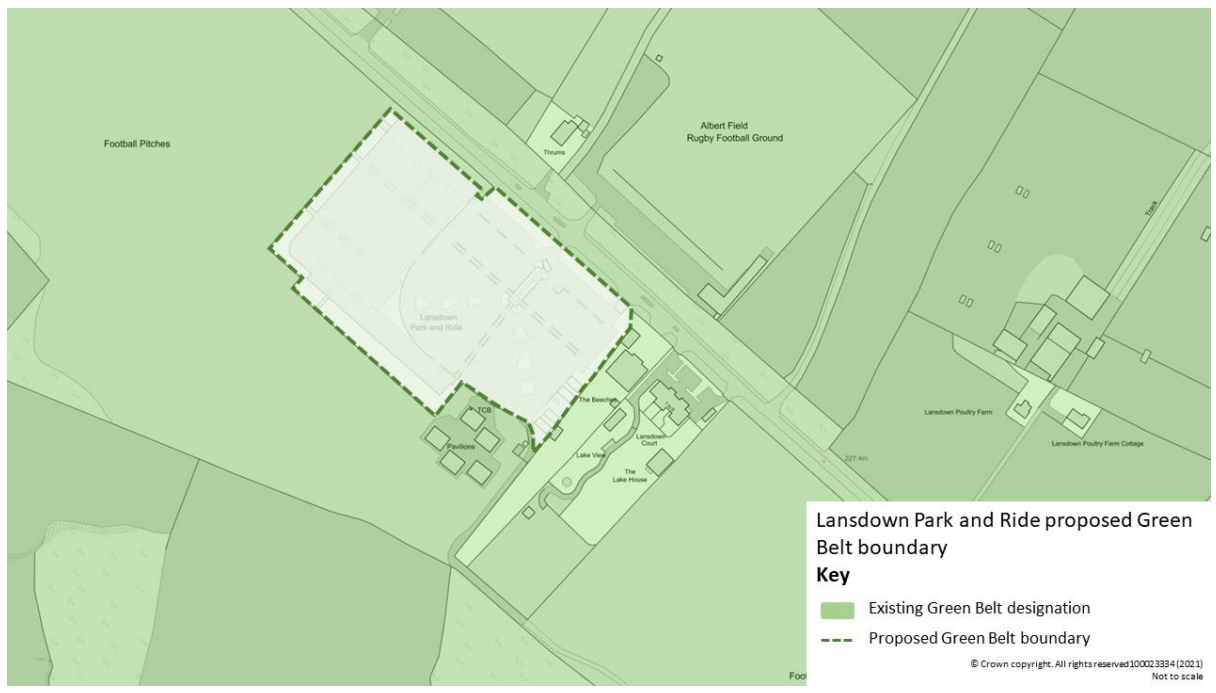 Football Pitches
Albert Field
Rugby Football Ground
Thrums
Track
Lansdown
Park and Ride
The Beeches
TCB
Pavilions
Lansdown
Court
Lake View
The
Lake House
227.4m
Lansdown Poultry Farm
Lansdown Poultry Farm Cottage
Lansdown Park and Ride proposed Green
Belt boundary
Key
Existing Green Belt designation
Proposed Green Belt boundary
© Crown copyright. All rights reserved100023334 (2021)
Not to scale